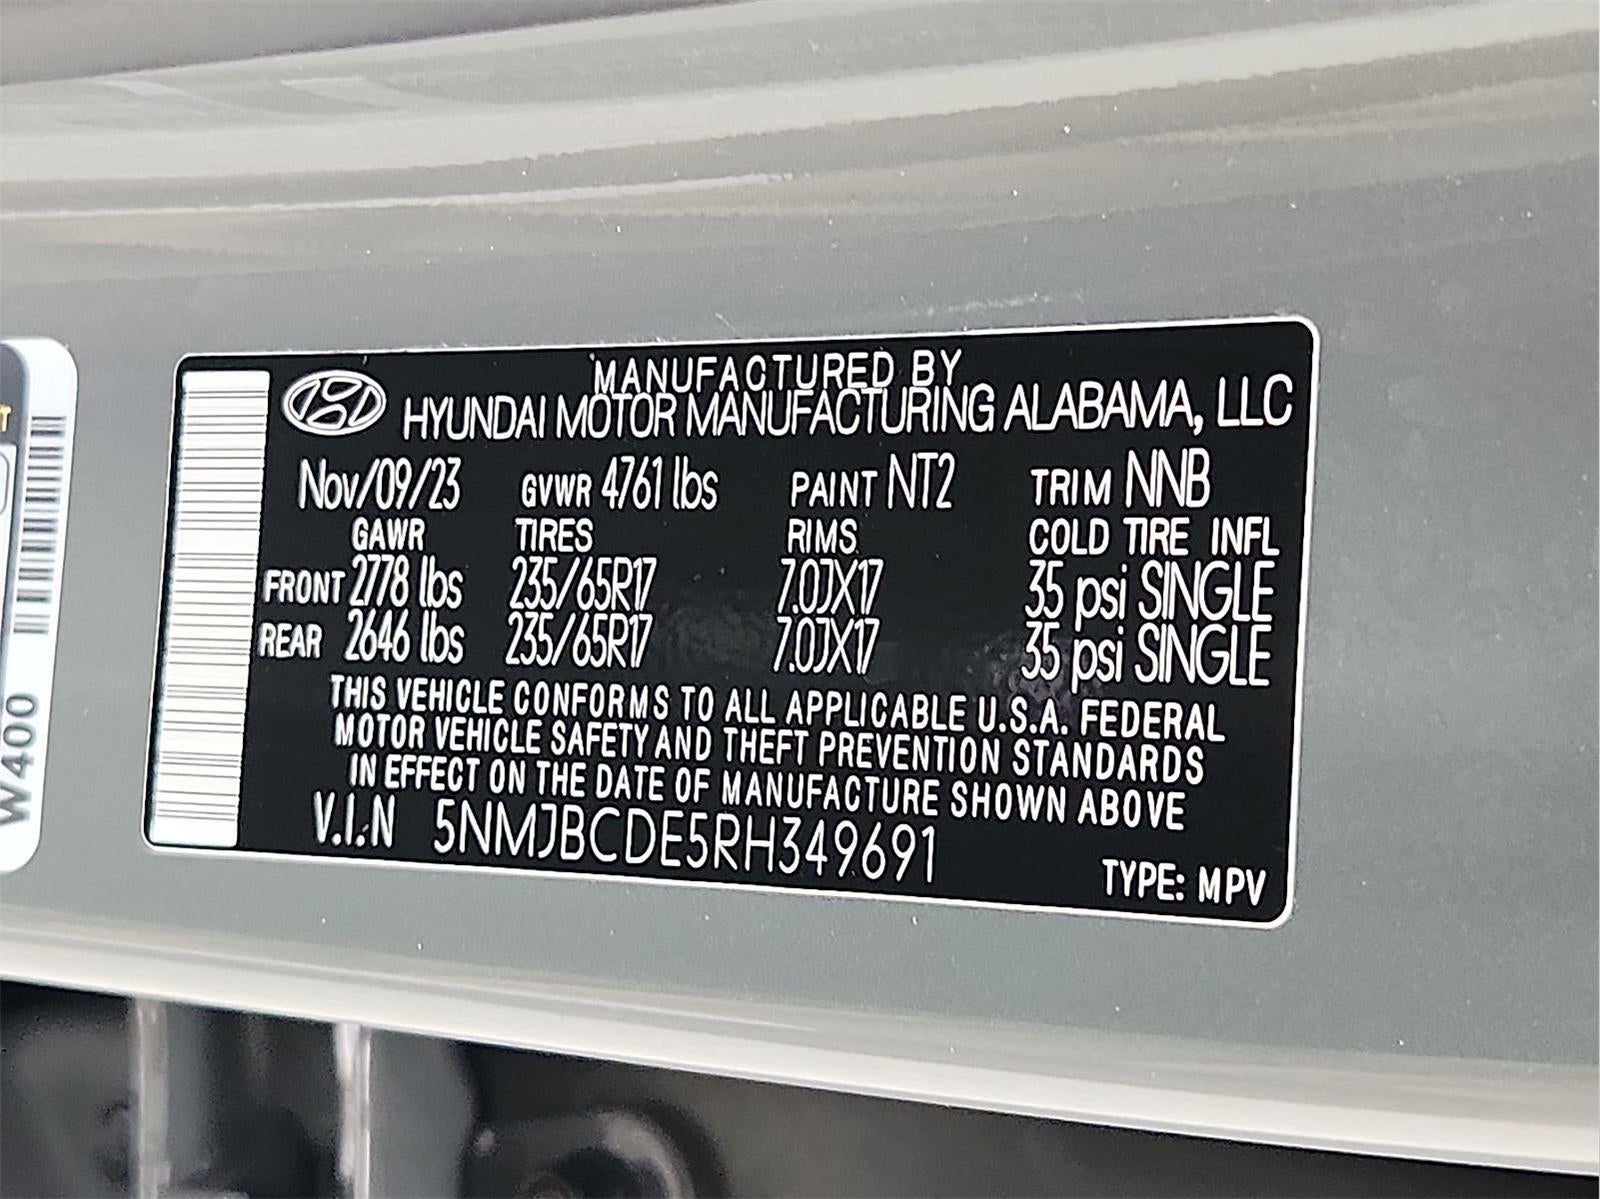 MANUFACTURED BY
HYUNDAI MOTOR MANUFACTURING ALABAMA, LLC
Nov/09/23 GVWR 4761 lbs PAINT NT2 TRIM NNB
GAWR TIRES RIMS COLD TIRE INFL
FRONT 2778 lbs 235/65R17 7.0JX17 35 psi SINGLE
REAR 2646 lbs 235/65R17 7.0JX17 35 psi SINGLE
THIS VEHICLE CONFORMS TO ALL APPLICABLE U.S.A. FEDERAL
MOTOR VEHICLE SAFETY AND THEFT PREVENTION STANDARDS
IN EFFECT ON THE DATE OF MANUFACTURE SHOWN ABOVE
V.I.N 5NMJBCDE5RH349691
TYPE: MPV
W400